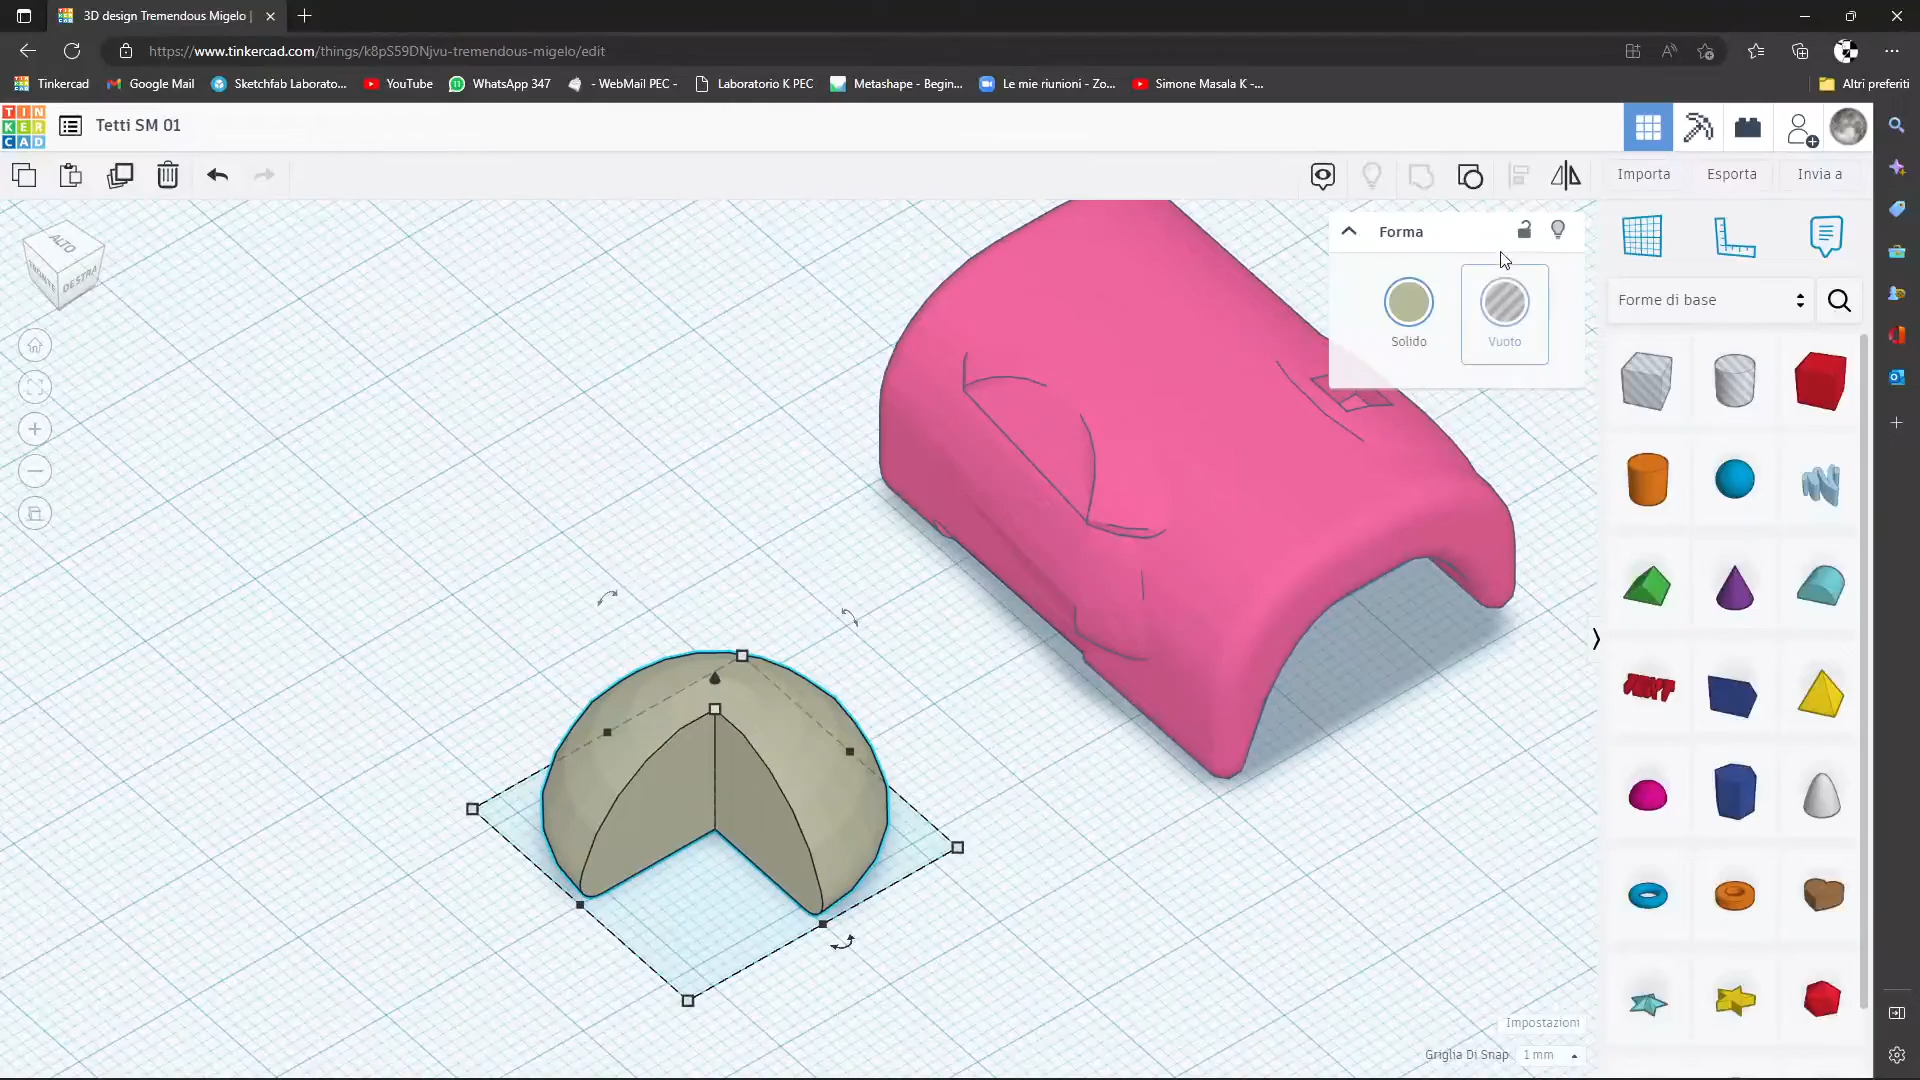 3D design Tremendous Migelo |
https://www.tinkercad.com/things/k8pS59DNjvu-tremendous-migelo/edit
Tinkercad
Google Mail
Sketchfab Laborato...
YouTube
WhatsApp 347
- WebMail PEC -
Laboratorio K PEC
Metashape - Begin...
Le mie riunioni - Zo...
Simone Masala K -...
Altri preferiti
TIN
KER
CAD
Tetti SM 01
Importa
Esporta
Invia a
ALTO
FRONTE
DESTRA
Forma
Solido
Vuoto
Forme di base
Impostazioni
Griglia Di Snap
1 mm